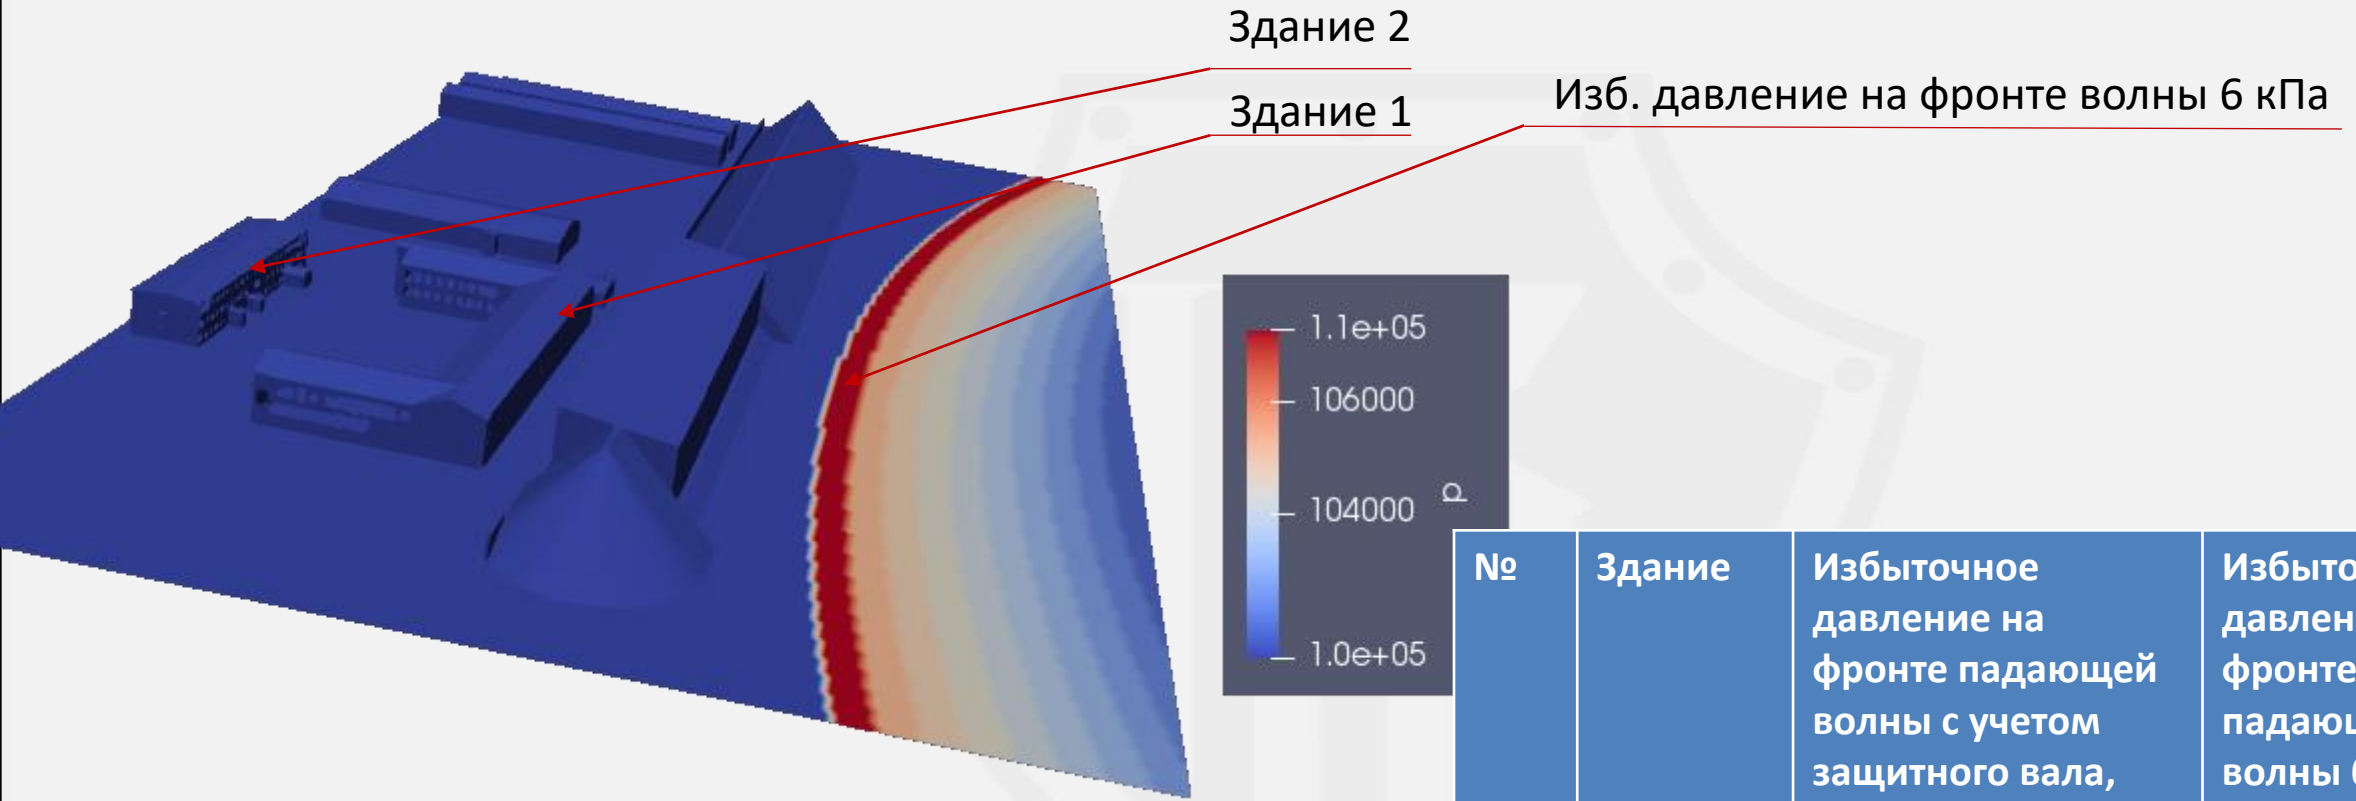 Здание 2
Здание 1
Изб. давление на фронте волны 6 кПа
1.1e+05
106000
104000
1.0e+05
p
№
Здание
Избыточное
давление на
фронте падающей
волны с учетом
защитного вала,